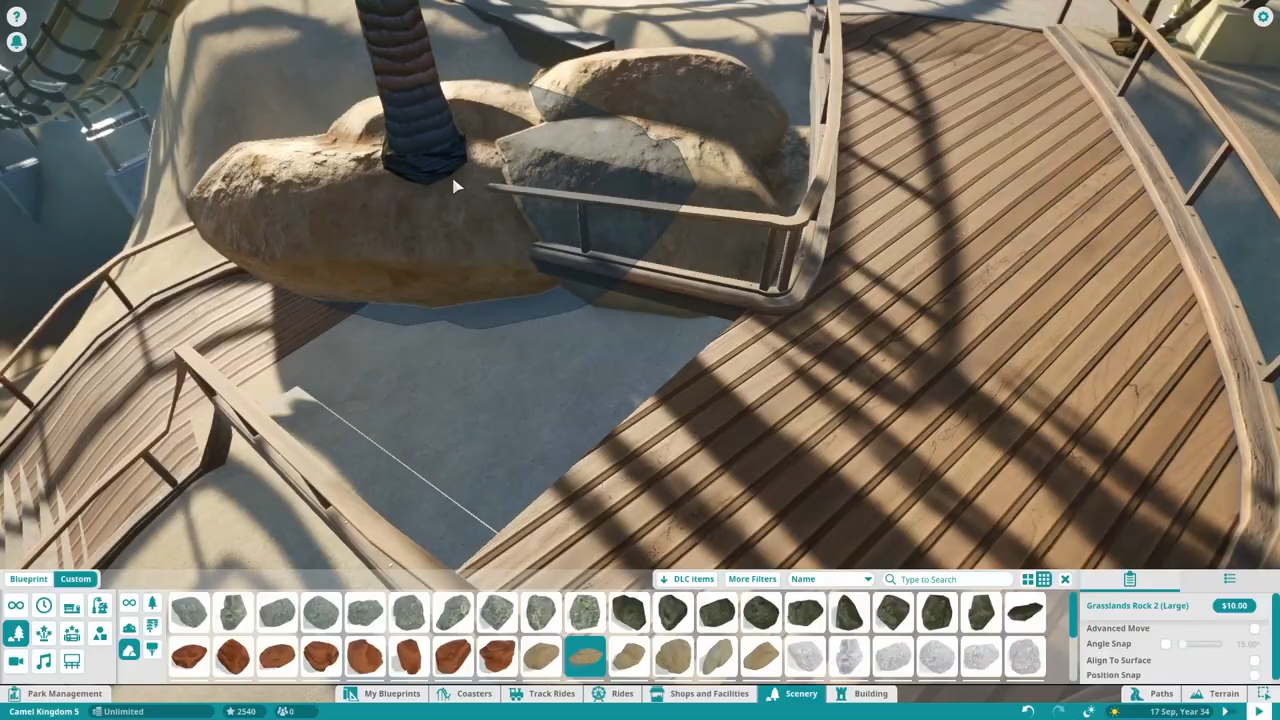 ?
Blueprint
Custom
DLC items
More Filters
Name
Type to Search
Grasslands Rock 2 (Large)
$10.00
Advanced Move
Angle Snap
15.00°
Align To Surface
Position Snap
Park Management
My Blueprints
Coasters
Track Rides
Rides
Shops and Facilities
Scenery
Building
Paths
Terrain
Camel Kingdom 5
Unlimited
2540
0
17 Sep, Year 34